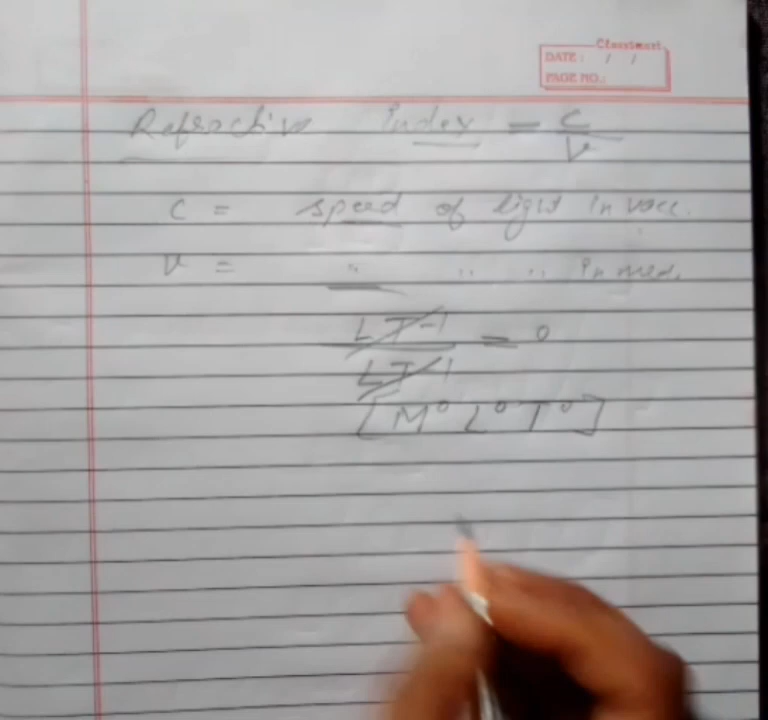 Classmart
DATE: / /
PAGE NO.:
Refractive index = c
v
c = speed of light in vacc.
v = " " " in med.
LT-1 = 0
LT-1
[M⁰ L⁰ T⁰]